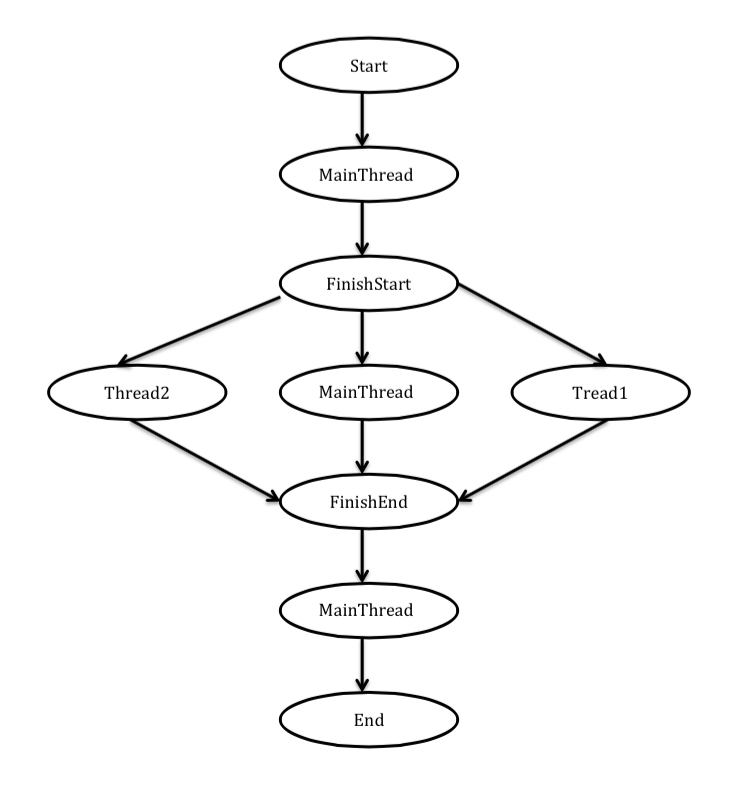 Start
MainThread
FinishStart
Thread2
MainThread
Tread1
FinishEnd
MainThread
End